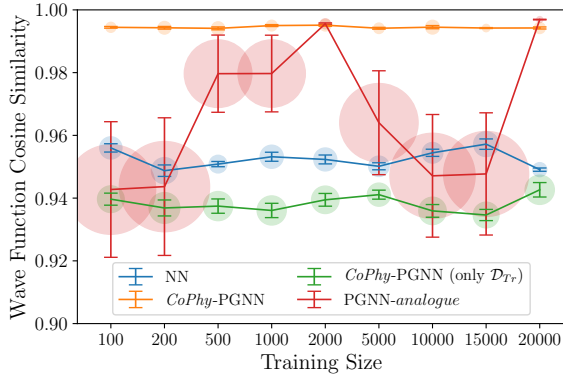 Wave Function Cosine Similarity
1.00
0.98
0.96
0.94
0.92
0.90
NN
CoPhy-PGNN
CoPhy-PGNN (only 𝒟_Tr)
PGNN-analogue
100 200 500 1000 2000 5000 10000 15000 20000
Training Size